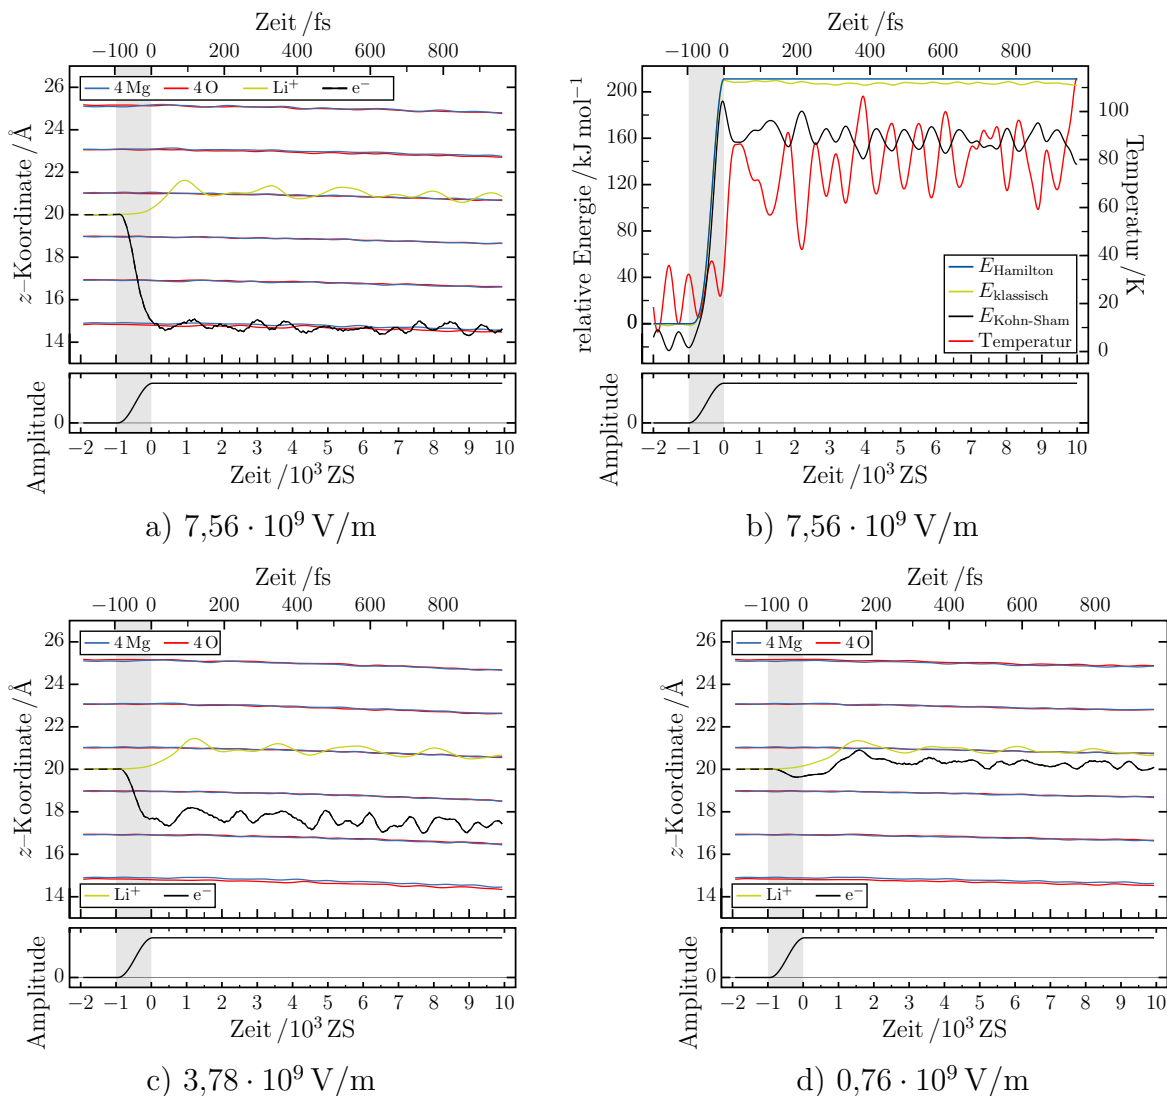 Zeit /fs
−100 0 200 400 600 800
4 Mg 4 O Li⁺ e⁻
z–Koordinate /Å
26
24
22
20
18
16
14
Amplitude
0
−2 −1 0 1 2 3 4 5 6 7 8 9 10
Zeit /10³ ZS
a) 7,56 · 10⁹ V/m
Zeit /fs
−100 0 200 400 600 800
relative Energie /kJ mol⁻¹
200
160
120
80
40
0
Temperatur /K
100
80
60
40
20
0
E_Hamilton
E_klassisch
E_Kohn-Sham
Temperatur
Amplitude
0
−2 −1 0 1 2 3 4 5 6 7 8 9 10
Zeit /10³ ZS
b) 7,56 · 10⁹ V/m
Zeit /fs
−100 0 200 400 600 800
4 Mg 4 O
z–Koordinate /Å
26
24
22
20
18
16
14
Li⁺ e⁻
Amplitude
0
−2 −1 0 1 2 3 4 5 6 7 8 9 10
Zeit /10³ ZS
c) 3,78 · 10⁹ V/m
Zeit /fs
−100 0 200 400 600 800
4 Mg 4 O
z–Koordinate /Å
26
24
22
20
18
16
14
Li⁺ e⁻
Amplitude
0
−2 −1 0 1 2 3 4 5 6 7 8 9 10
Zeit /10³ ZS
d) 0,76 · 10⁹ V/m